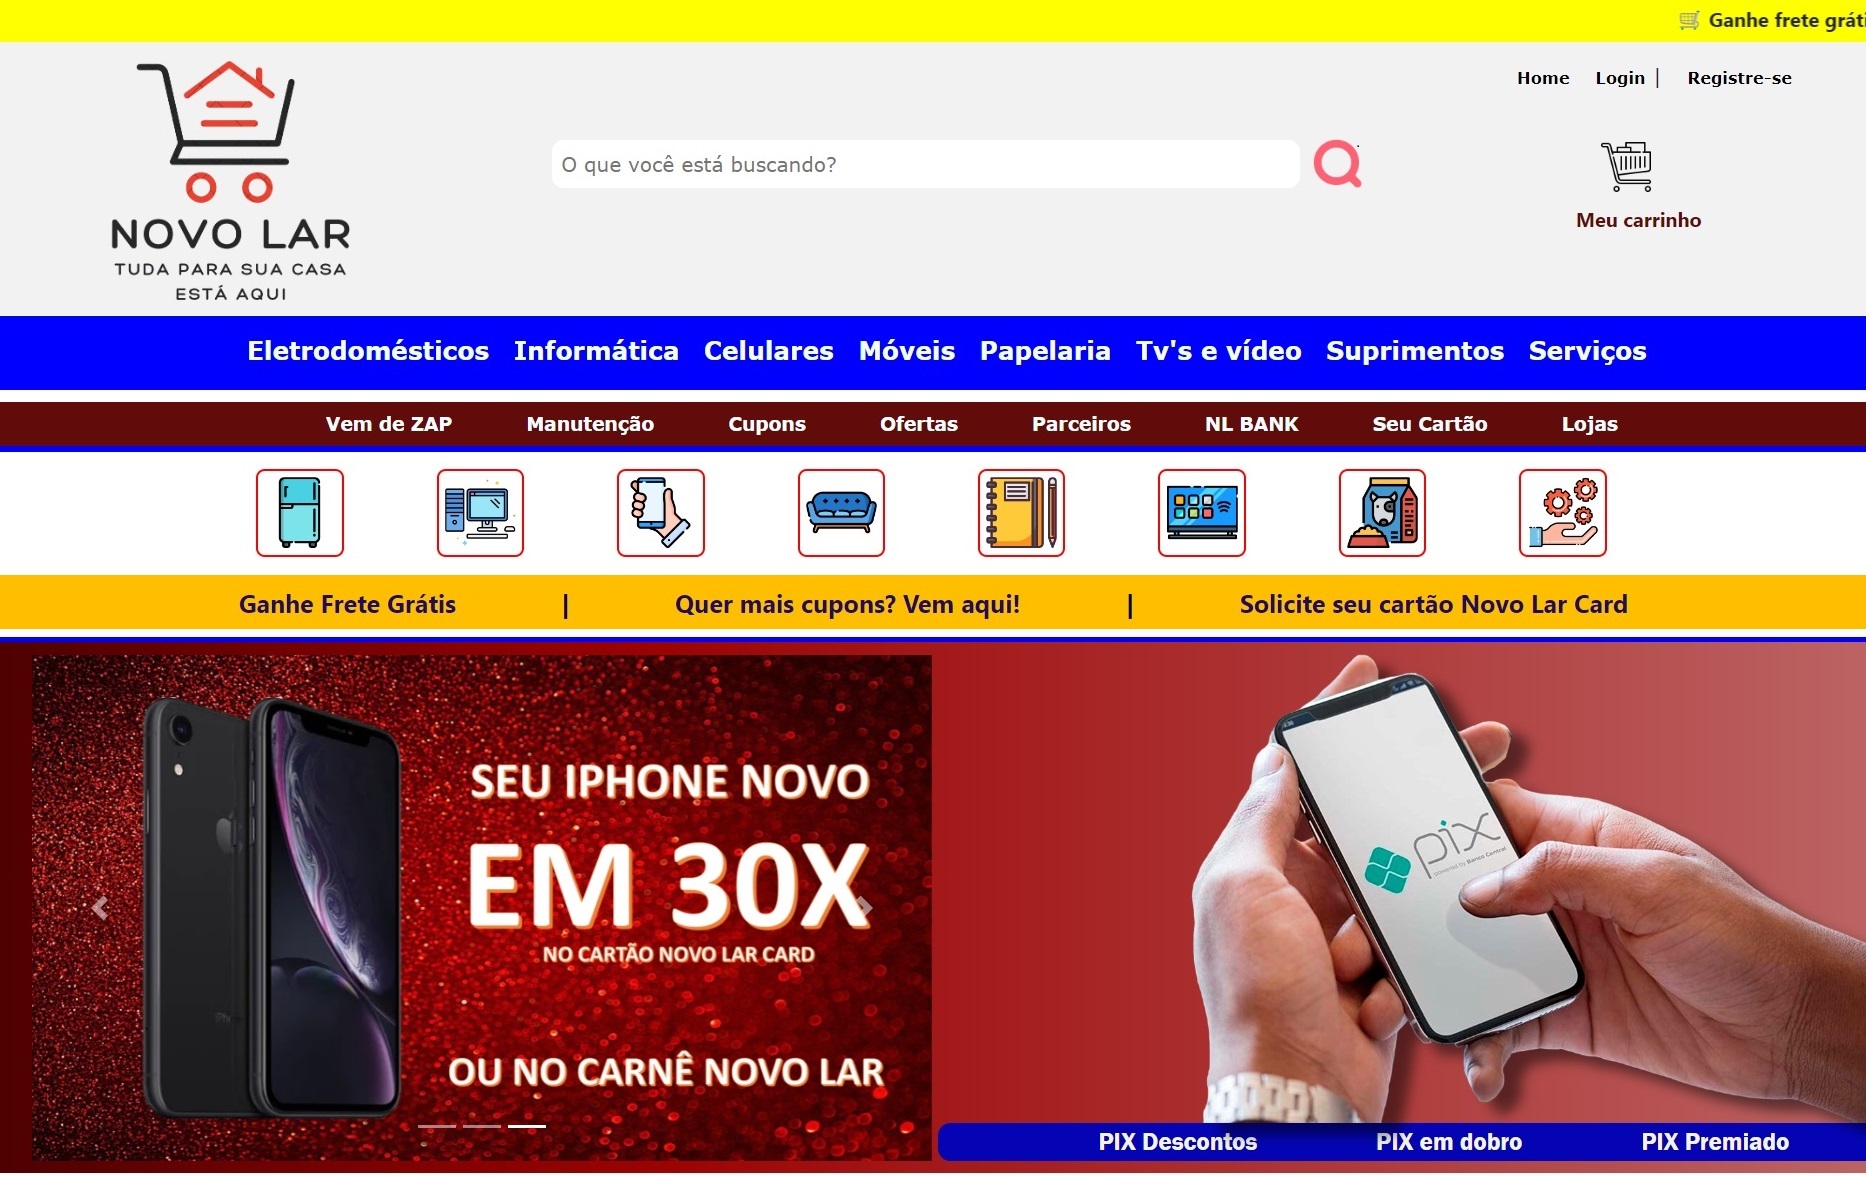 🛒 Ganhe frete gráti
Home Login | Registre-se
O que você está buscando?
Meu carrinho
NOVO LAR
TUDA PARA SUA CASA
ESTÁ AQUI
Eletrodomésticos Informática Celulares Móveis Papelaria Tv's e vídeo Suprimentos Serviços
Vem de ZAP Manutenção Cupons Ofertas Parceiros NL BANK Seu Cartão Lojas
Ganhe Frete Grátis | Quer mais cupons? Vem aqui! | Solicite seu cartão Novo Lar Card
SEU IPHONE NOVO
EM 30X
NO CARTÃO NOVO LAR CARD
OU NO CARNÊ NOVO LAR
pix
powered by Banco Central
PIX Descontos PIX em dobro PIX Premiado